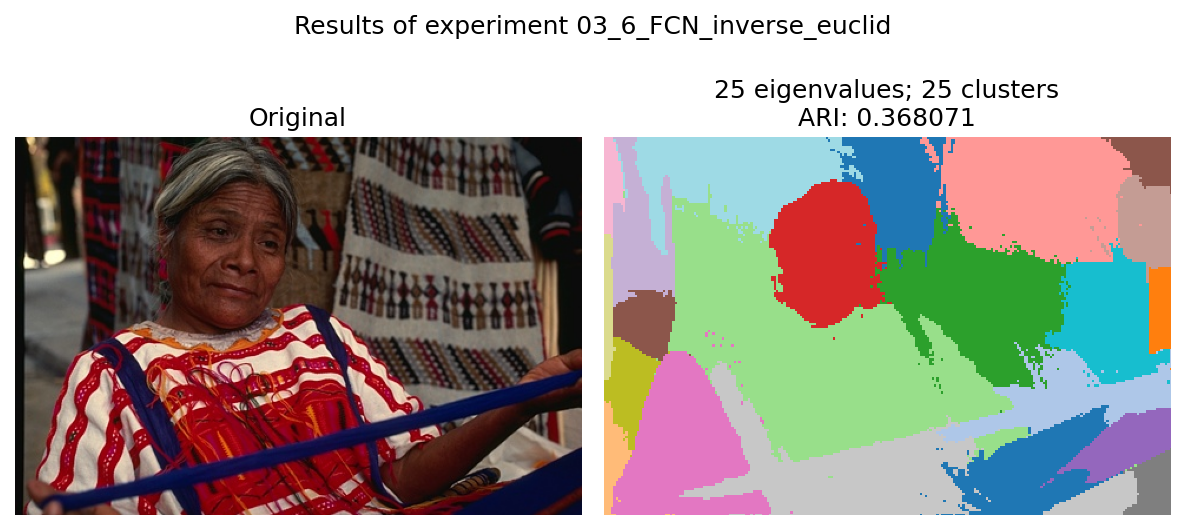 Results of experiment 03_6_FCN_inverse_euclid
Original
25 eigenvalues; 25 clusters
ARI: 0.368071